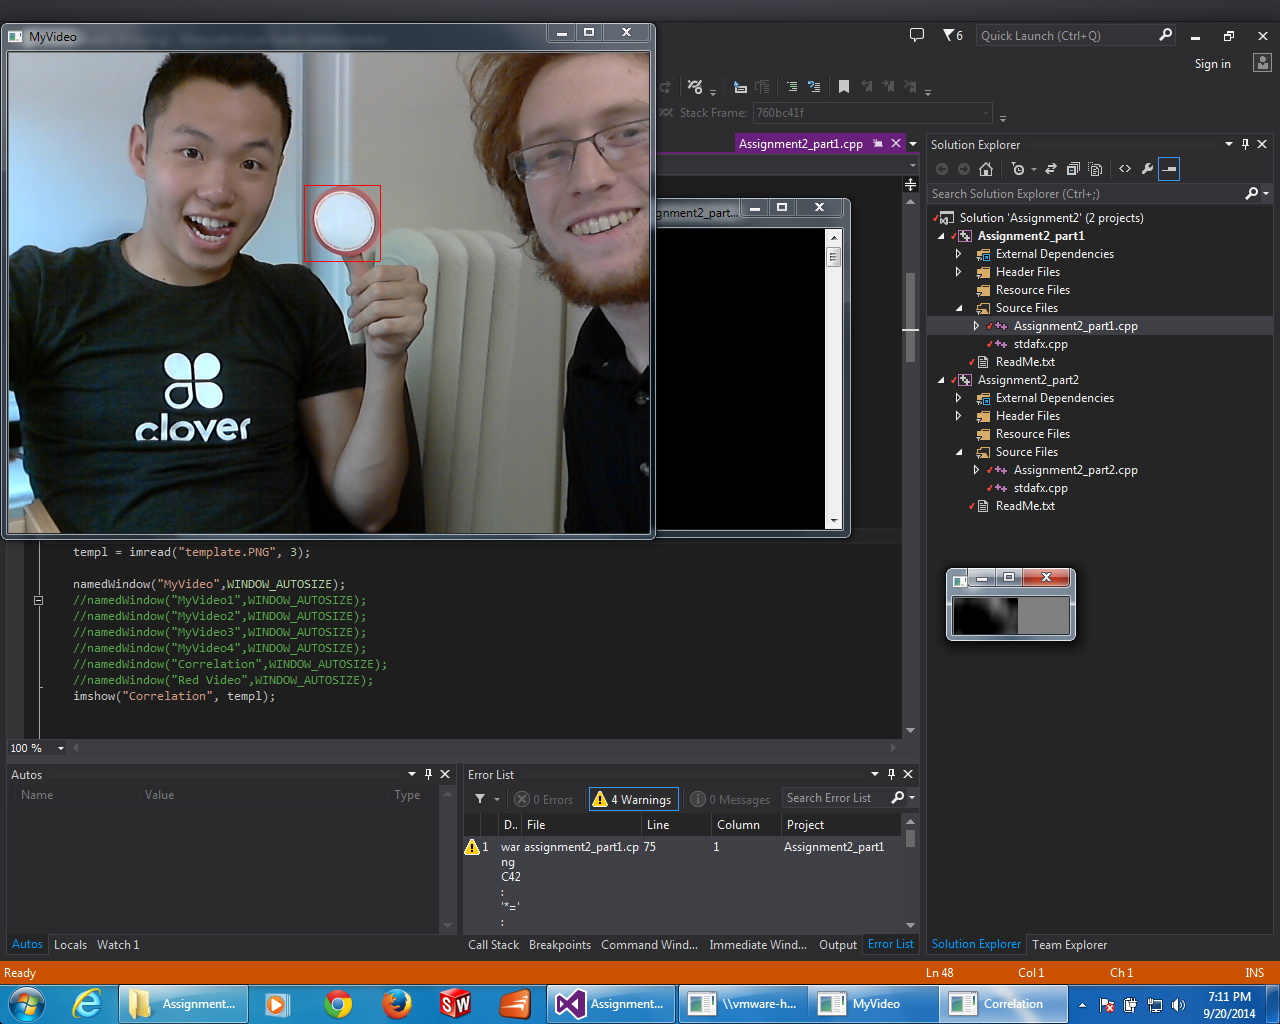 MyVideo
6
Quick Launch (Ctrl+Q)
Sign in
Stack Frame:
760bc41f
Assignment2_part1.cpp
gnment2_part...
clover
templ = imread("template.PNG", 3);
namedWindow("MyVideo",WINDOW_AUTOSIZE);
//namedWindow("MyVideo1",WINDOW_AUTOSIZE);
//namedWindow("MyVideo2",WINDOW_AUTOSIZE);
//namedWindow("MyVideo3",WINDOW_AUTOSIZE);
//namedWindow("MyVideo4",WINDOW_AUTOSIZE);
//namedWindow("Correlation",WINDOW_AUTOSIZE);
//namedWindow("Red Video",WINDOW_AUTOSIZE);
imshow("Correlation", templ);
100 %
Solution Explorer
Search Solution Explorer (Ctrl+;)
Solution 'Assignment2' (2 projects)
Assignment2_part1
External Dependencies
Header Files
Resource Files
Source Files
Assignment2_part1.cpp
stdafx.cpp
ReadMe.txt
Assignment2_part2
External Dependencies
Header Files
Resource Files
Source Files
Assignment2_part2.cpp
stdafx.cpp
ReadMe.txt
Autos
Name Value Type
Autos Locals Watch 1
Error List
0 Errors 4 Warnings 0 Messages Search Error List
D.. File Line Column Project
1 war assignment2_part1.cp 75 1 Assignment2_part1
ng
C42
:
'*='
:
Call Stack Breakpoints Command Wind... Immediate Wind... Output Error List
Solution Explorer Team Explorer
Ready Ln 48 Col 1 Ch 1 INS
Assignment... SW Assignment... \\vmware-h... MyVideo Correlation
7:11 PM
9/20/2014